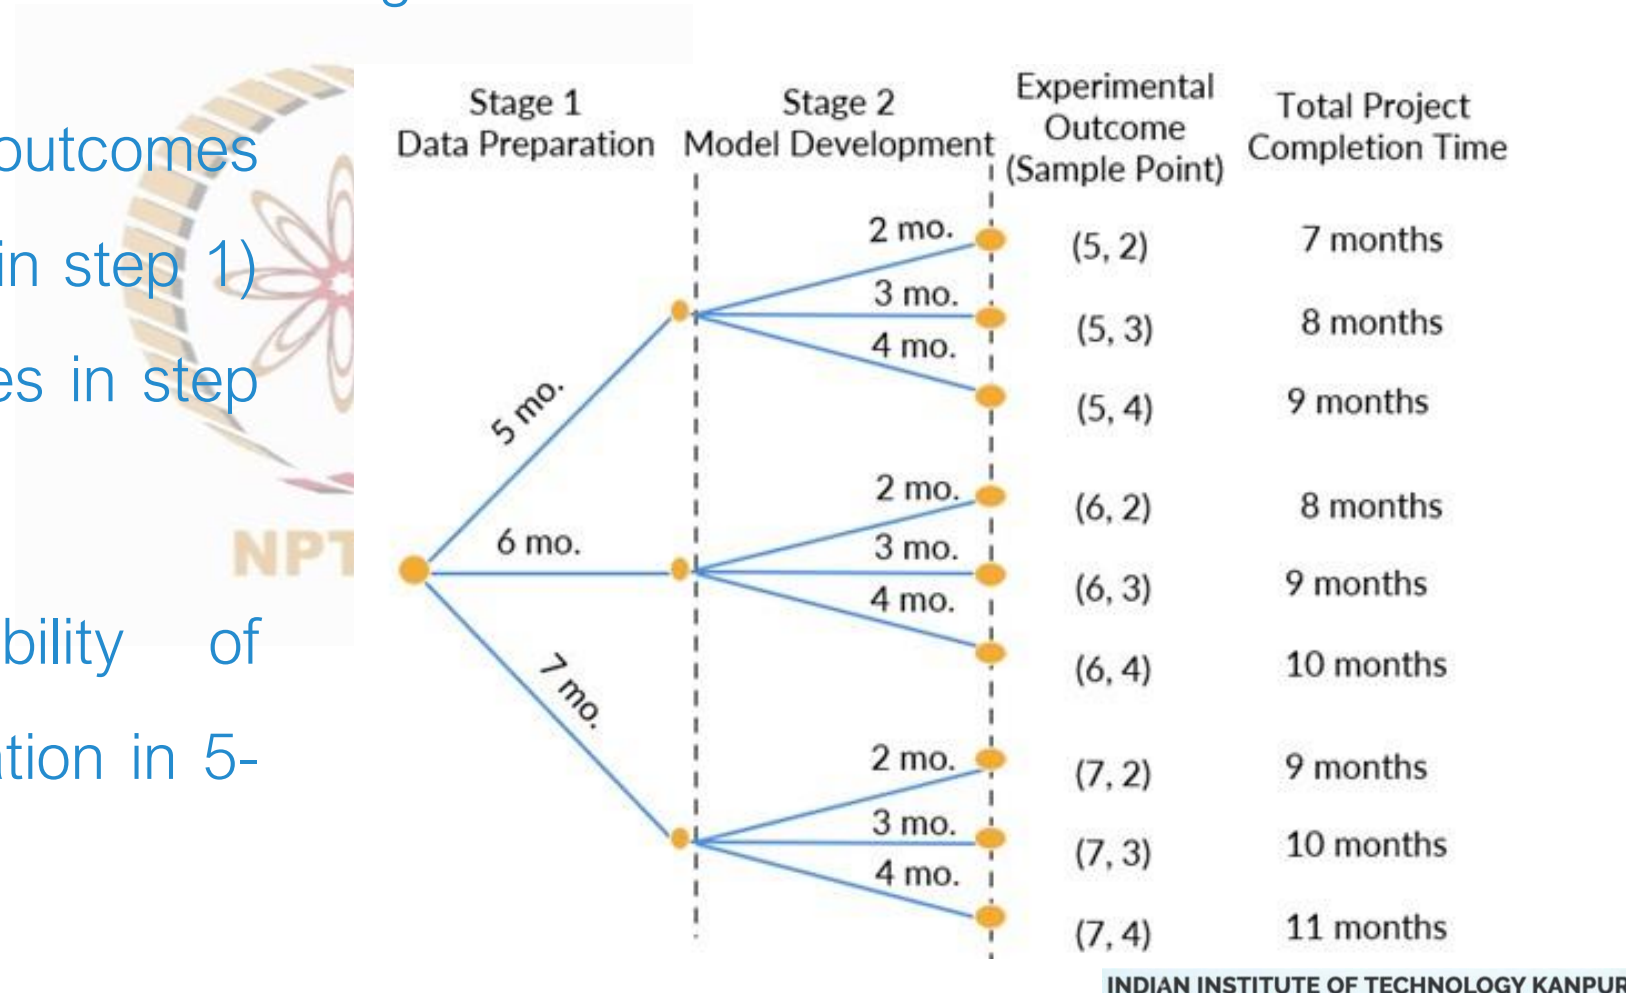 outcomes
in step 1)
es in step
bility of
ation in 5-
NPT
Stage 1
Data Preparation
Stage 2
Model Development
Experimental
Outcome
(Sample Point)
Total Project
Completion Time
5 mo.
6 mo.
7 mo.
2 mo.
(5, 2)
7 months
3 mo.
(5, 3)
8 months
4 mo.
(5, 4)
9 months
2 mo.
(6, 2)
8 months
3 mo.
(6, 3)
9 months
4 mo.
(6, 4)
10 months
2 mo.
(7, 2)
9 months
3 mo.
(7, 3)
10 months
4 mo.
(7, 4)
11 months
INDIAN INSTITUTE OF TECHNOLOGY KANPUR